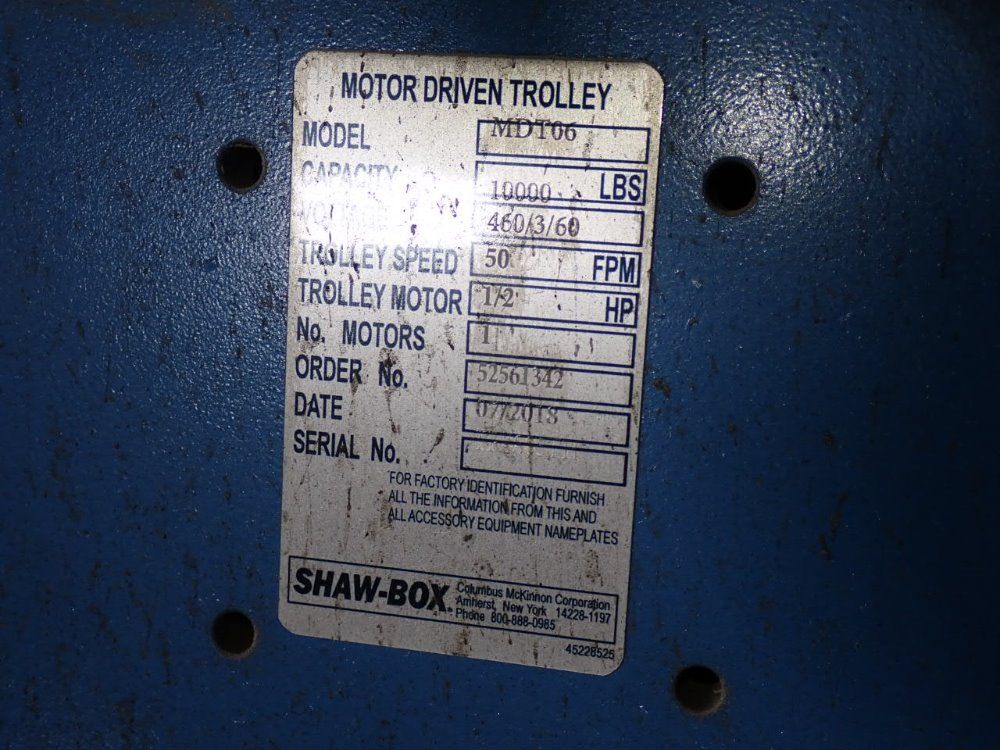 MOTOR DRIVEN TROLLEY
MODEL MDT06
CAPACITY 10000 LBS
VOLTAGE 460/3/60
TROLLEY SPEED 50 FPM
TROLLEY MOTOR 1/2 HP
No. MOTORS 1
ORDER No. 52561342
DATE 07/2018
SERIAL No.
FOR FACTORY IDENTIFICATION FURNISH
ALL THE INFORMATION FROM THIS AND
ALL ACCESSORY EQUIPMENT NAMEPLATES
SHAW-BOX® Columbus McKinnon Corporation
Amherst, New York 14228-1197
Phone 800-888-0985
45228525